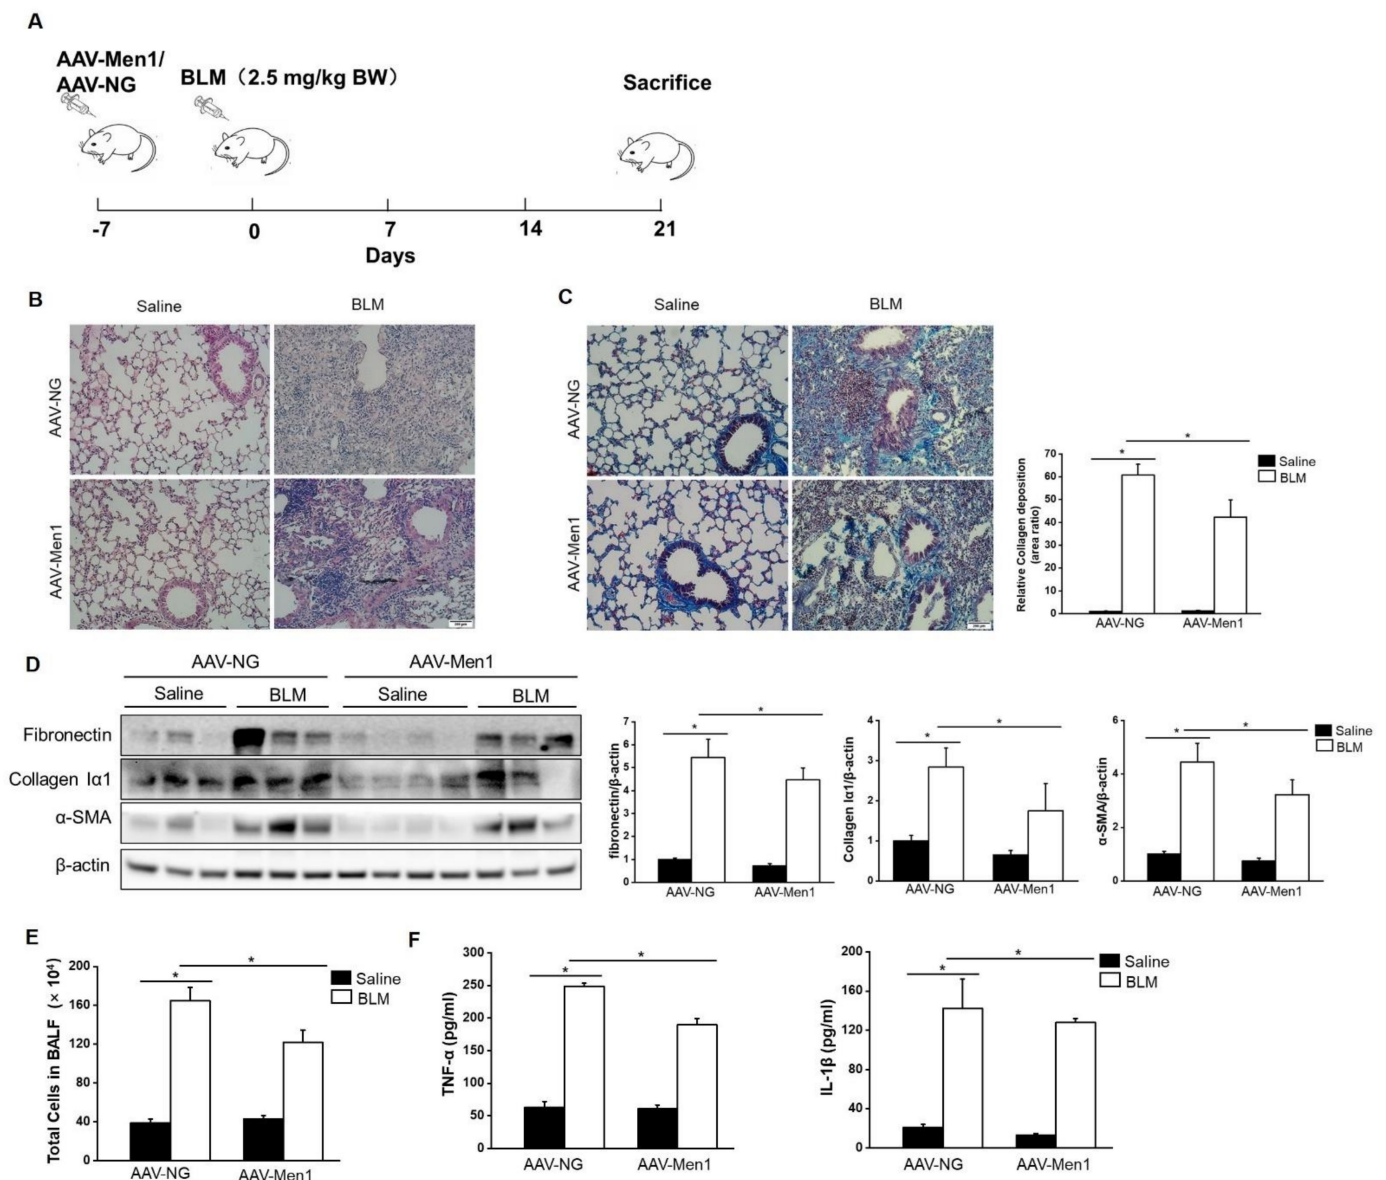 A
AAV-Men1/
AAV-NG
BLM（2.5 mg/kg BW）
Sacrifice
-7
0
7
14
21
Days
B
Saline
BLM
AAV-NG
AAV-Men1
C
Saline
BLM
AAV-NG
AAV-Men1
Relative Collagen deposition
(area ratio)
70
60
50
40
30
20
10
0
*
*
AAV-NG
AAV-Men1
Saline
BLM
D
AAV-NG
AAV-Men1
Saline
BLM
Saline
BLM
Fibronectin
Collagen Iα1
α-SMA
β-actin
fibronectin/β-actin
7
6
5
4
3
2
1
0
*
*
AAV-NG
AAV-Men1
Collagen Iα1/β-actin
4
3
2
1
0
*
*
AAV-NG
AAV-Men1
α-SMA/β-actin
6
4
2
0
*
*
AAV-NG
AAV-Men1
Saline
BLM
E
Total Cells in BALF (× 10⁴)
200
160
120
80
40
0
*
*
AAV-NG
AAV-Men1
Saline
BLM
F
TNF-α (pg/ml)
300
250
200
150
100
50
0
*
*
AAV-NG
AAV-Men1
IL-1β (pg/ml)
200
160
120
80
40
0
*
*
AAV-NG
AAV-Men1
Saline
BLM